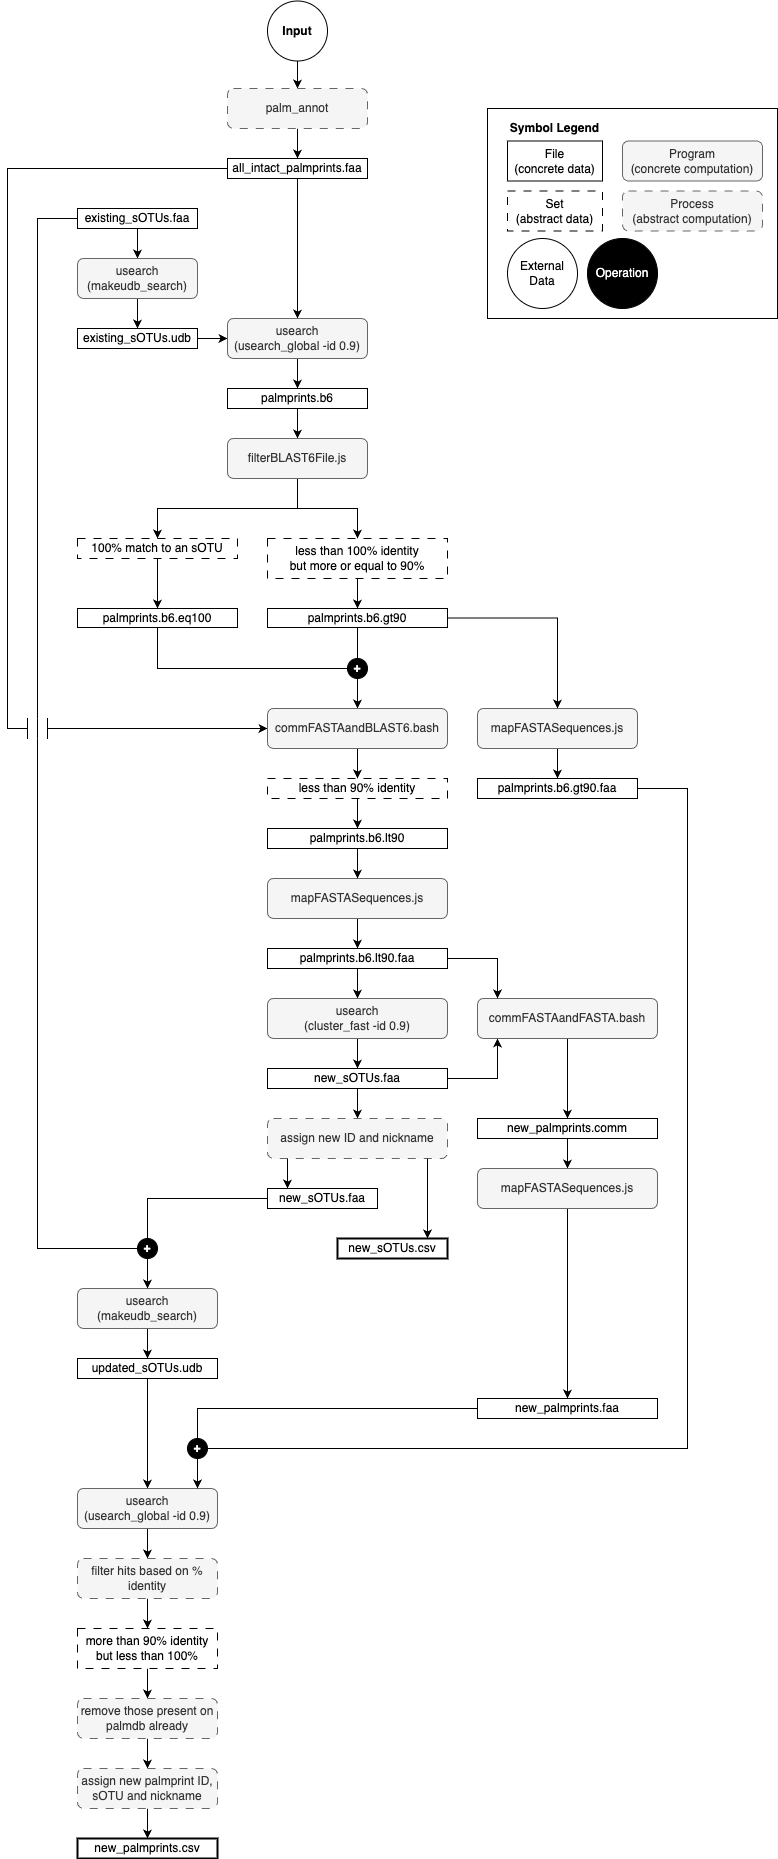 Input
palm_annot
all_intact_palmprints.faa
Symbol Legend
File
(concrete data)
Program
(concrete computation)
Set
(abstract data)
Process
(abstract computation)
External
Data
Operation
existing_sOTUs.faa
usearch
(makeudb_search)
existing_sOTUs.udb
usearch
(usearch_global -id 0.9)
palmprints.b6
filterBLAST6File.js
100% match to an sOTU
less than 100% identity
but more or equal to 90%
palmprints.b6.eq100
palmprints.b6.gt90
+
commFASTAandBLAST6.bash
mapFASTASequences.js
less than 90% identity
palmprints.b6.gt90.faa
palmprints.b6.lt90
mapFASTASequences.js
palmprints.b6.lt90.faa
usearch
(cluster_fast -id 0.9)
commFASTAandFASTA.bash
new_sOTUs.faa
assign new ID and nickname
new_palmprints.comm
mapFASTASequences.js
new_sOTUs.faa
new_sOTUs.csv
+
usearch
(makeudb_search)
updated_sOTUs.udb
new_palmprints.faa
+
usearch
(usearch_global -id 0.9)
filter hits based on %
identity
more than 90% identity
but less than 100%
remove those present on
palmdb already
assign new palmprint ID,
sOTU and nickname
new_palmprints.csv